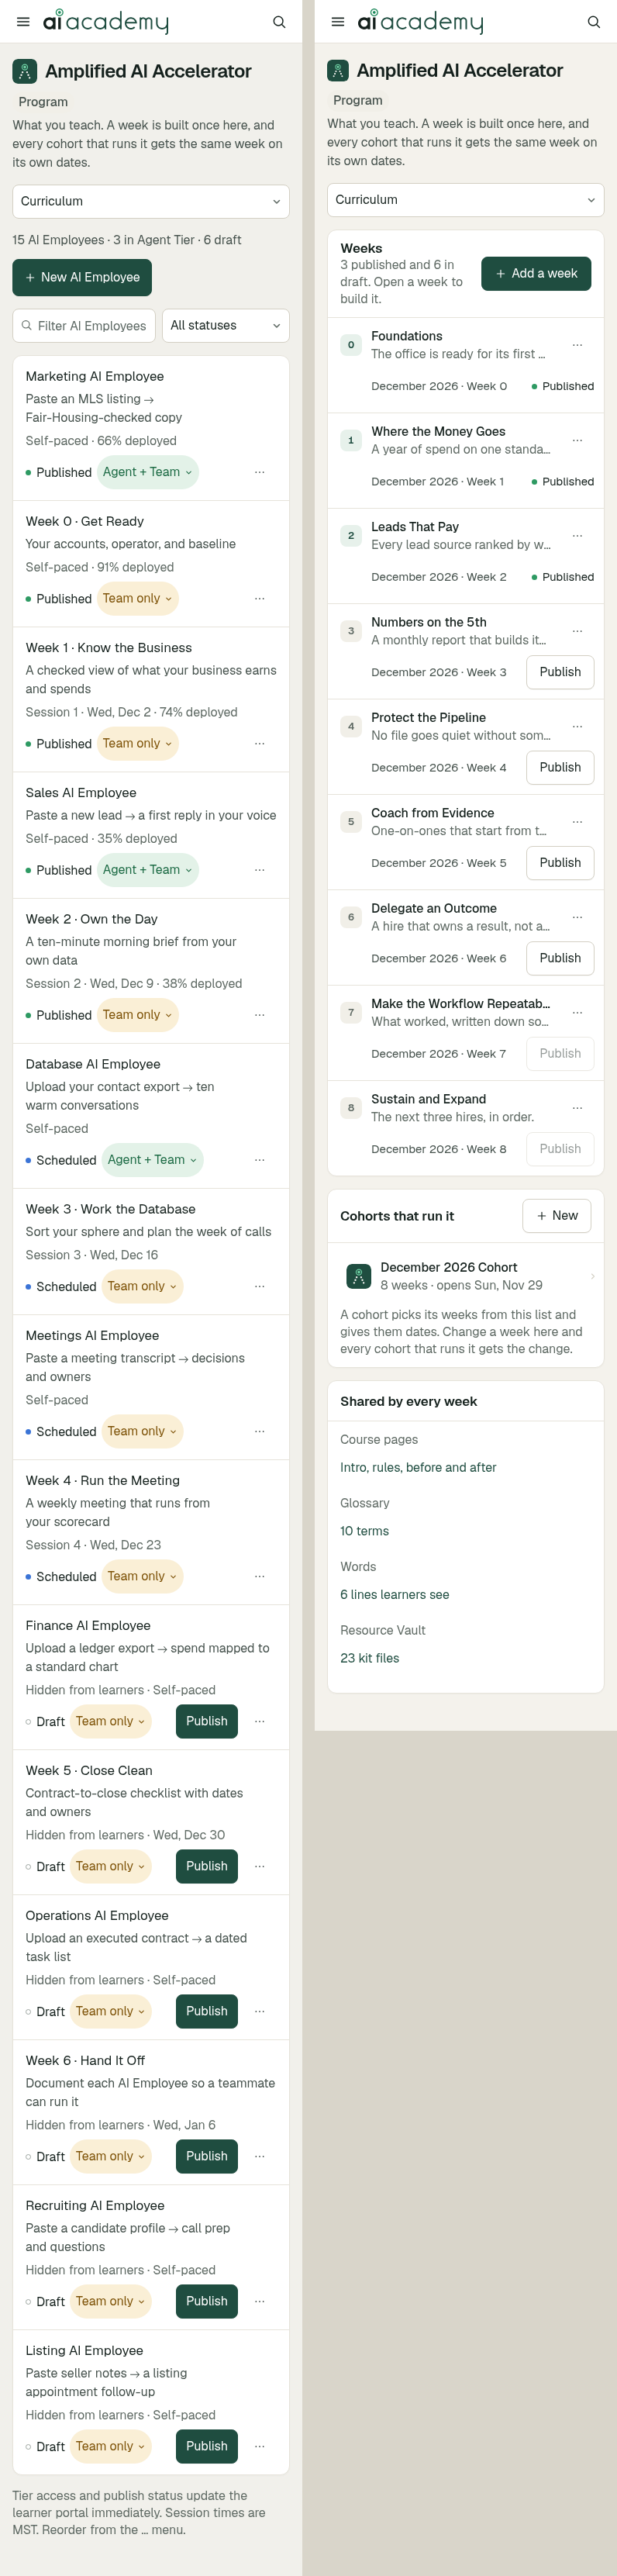 ai academy
Amplified AI Accelerator
Program
What you teach. A week is built once here, and
every cohort that runs it gets the same week on
its own dates.
Curriculum
15 AI Employees · 3 in Agent Tier · 6 draft
+ New AI Employee
Filter AI Employees
All statuses
Marketing AI Employee
Paste an MLS listing →
Fair-Housing-checked copy
Self-paced · 66% deployed
Published Agent + Team ...
Week 0 · Get Ready
Your accounts, operator, and baseline
Self-paced · 91% deployed
Published Team only ...
Week 1 · Know the Business
A checked view of what your business earns
and spends
Session 1 · Wed, Dec 2 · 74% deployed
Published Team only ...
Sales AI Employee
Paste a new lead → a first reply in your voice
Self-paced · 35% deployed
Published Agent + Team ...
Week 2 · Own the Day
A ten-minute morning brief from your
own data
Session 2 · Wed, Dec 9 · 38% deployed
Published Team only ...
Database AI Employee
Upload your contact export → ten
warm conversations
Self-paced
Scheduled Agent + Team ...
Week 3 · Work the Database
Sort your sphere and plan the week of calls
Session 3 · Wed, Dec 16
Scheduled Team only ...
Meetings AI Employee
Paste a meeting transcript → decisions
and owners
Self-paced
Scheduled Team only ...
Week 4 · Run the Meeting
A weekly meeting that runs from
your scorecard
Session 4 · Wed, Dec 23
Scheduled Team only ...
Finance AI Employee
Upload a ledger export → spend mapped to
a standard chart
Hidden from learners · Self-paced
Draft Team only Publish ...
Week 5 · Close Clean
Contract-to-close checklist with dates
and owners
Hidden from learners · Wed, Dec 30
Draft Team only Publish ...
Operations AI Employee
Upload an executed contract → a dated
task list
Hidden from learners · Self-paced
Draft Team only Publish ...
Week 6 · Hand It Off
Document each AI Employee so a teammate
can run it
Hidden from learners · Wed, Jan 6
Draft Team only Publish ...
Recruiting AI Employee
Paste a candidate profile → call prep
and questions
Hidden from learners · Self-paced
Draft Team only Publish ...
Listing AI Employee
Paste seller notes → a listing
appointment follow-up
Hidden from learners · Self-paced
Draft Team only Publish ...
Tier access and publish status update the
learner portal immediately. Session times are
MST. Reorder from the ... menu.
ai academy
Amplified AI Accelerator
Program
What you teach. A week is built once here, and
every cohort that runs it gets the same week on
its own dates.
Curriculum
Weeks
3 published and 6 in
draft. Open a week to
build it.
+ Add a week
0 Foundations ...
The office is ready for its first ...
December 2026 · Week 0 Published
1 Where the Money Goes ...
A year of spend on one standa...
December 2026 · Week 1 Published
2 Leads That Pay ...
Every lead source ranked by w...
December 2026 · Week 2 Published
3 Numbers on the 5th ...
A monthly report that builds it...
December 2026 · Week 3 Publish
4 Protect the Pipeline ...
No file goes quiet without som...
December 2026 · Week 4 Publish
5 Coach from Evidence ...
One-on-ones that start from t...
December 2026 · Week 5 Publish
6 Delegate an Outcome ...
A hire that owns a result, not a...
December 2026 · Week 6 Publish
7 Make the Workflow Repeatab... ...
What worked, written down so...
December 2026 · Week 7 Publish
8 Sustain and Expand ...
The next three hires, in order.
December 2026 · Week 8 Publish
Cohorts that run it
+ New
December 2026 Cohort
8 weeks · opens Sun, Nov 29
A cohort picks its weeks from this list and
gives them dates. Change a week here and
every cohort that runs it gets the change.
Shared by every week
Course pages
Intro, rules, before and after
Glossary
10 terms
Words
6 lines learners see
Resource Vault
23 kit files